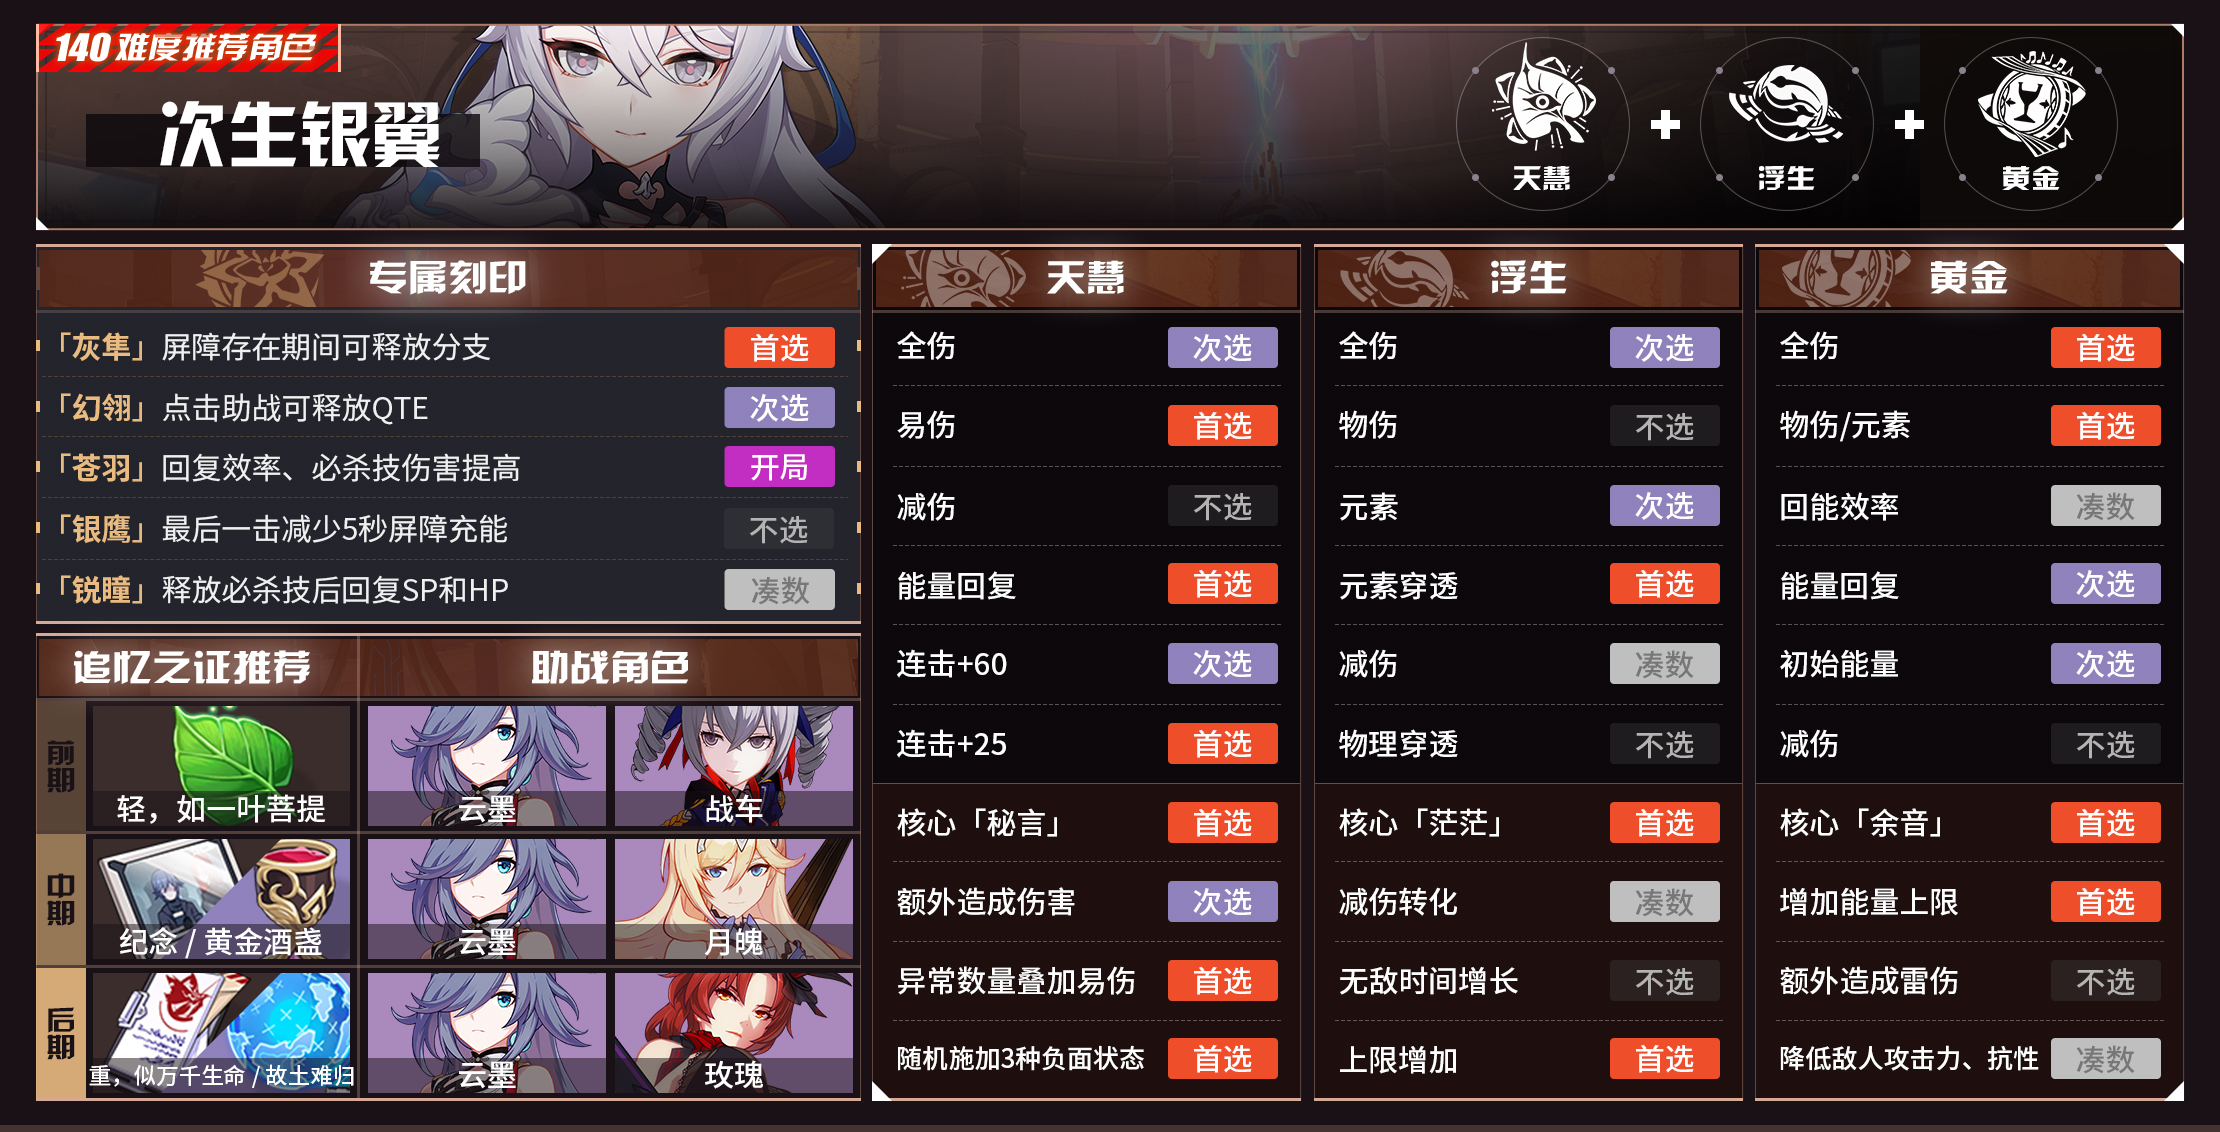 140难度推荐角色
次生银翼
天慧
+
浮生
+
黄金
专属刻印
「灰隼」屏障存在期间可释放分支 首选
「幻翎」点击助战可释放QTE 次选
「苍羽」回复效率、必杀技伤害提高 开局
「银鹰」最后一击减少5秒屏障充能 不选
「锐瞳」释放必杀技后回复SP和HP 凑数
追忆之证推荐 助战角色
前期
轻，如一叶菩提 云墨 战车
中期
纪念 / 黄金酒盏 云墨 月魄
后期
重，似万千生命 / 故土难归 云墨 玫瑰
天慧
全伤 次选
易伤 首选
减伤 不选
能量回复 首选
连击+60 次选
连击+25 首选
核心「秘言」 首选
额外造成伤害 次选
异常数量叠加易伤 首选
随机施加3种负面状态 首选
浮生
全伤 次选
物伤 不选
元素 次选
元素穿透 首选
减伤 凑数
物理穿透 不选
核心「茫茫」 首选
减伤转化 凑数
无敌时间增长 不选
上限增加 首选
黄金
全伤 首选
物伤/元素 首选
回能效率 凑数
能量回复 次选
初始能量 次选
减伤 不选
核心「余音」 首选
增加能量上限 首选
额外造成雷伤 不选
降低敌人攻击力、抗性 凑数